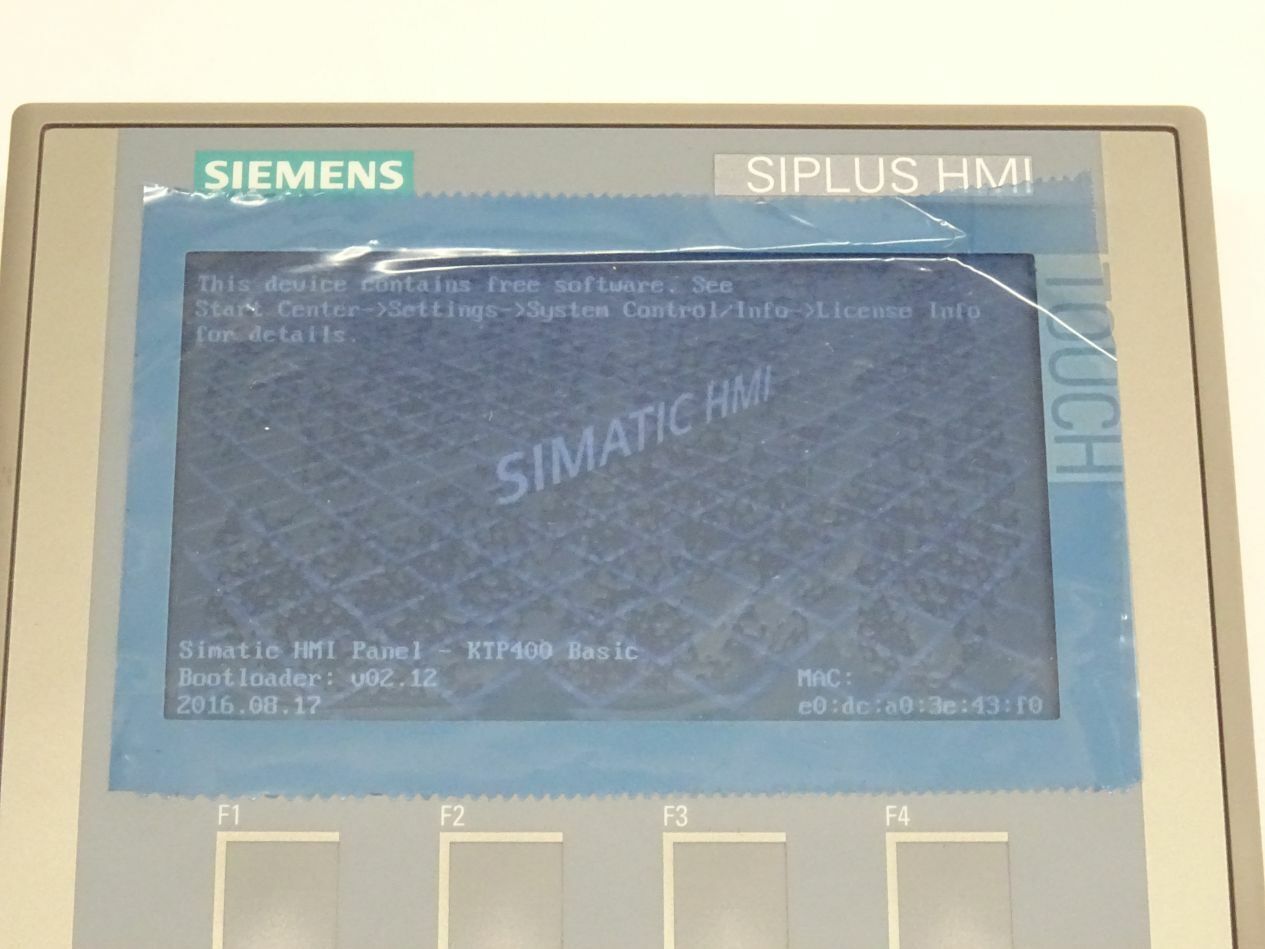 SIEMENS
SIPLUS HMI
This device contains free software. See
Start Center->Settings->System Control/Info->License Info
for details.
TOUCH
SIMATIC HMI
Simatic HMI Panel - KTP400 Basic
Bootloader: v02.12
MAC:
2016.08.17
e0:dc:a0:3e:43:f0
F1
F2
F3
F4